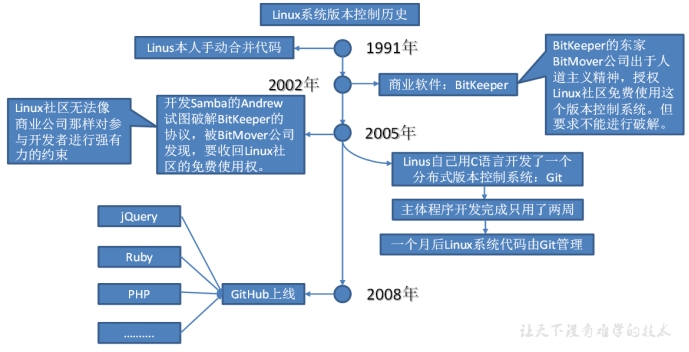 Linux系统版本控制历史
Linus本人手动合并代码
1991年
2002年
商业软件：BitKeeper
BitKeeper的东家
BitMover公司出于人
道主义精神，授权
Linux社区免费使用这
个版本控制系统。但
要求不能进行破解。
Linux社区无法像
商业公司那样对参
与开发者进行强有
力的约束
开发Samba的Andrew
试图破解BitKeeper的
协议，被BitMover公司
发现，要收回Linux社
区的免费使用权。
2005年
Linus自己用C语言开发了一个
分布式版本控制系统：Git
主体程序开发完成只用了两周
一个月后Linux系统代码由Git管理
jQuery
Ruby
PHP
..........
GitHub上线
2008年
让天下没有难学的技术